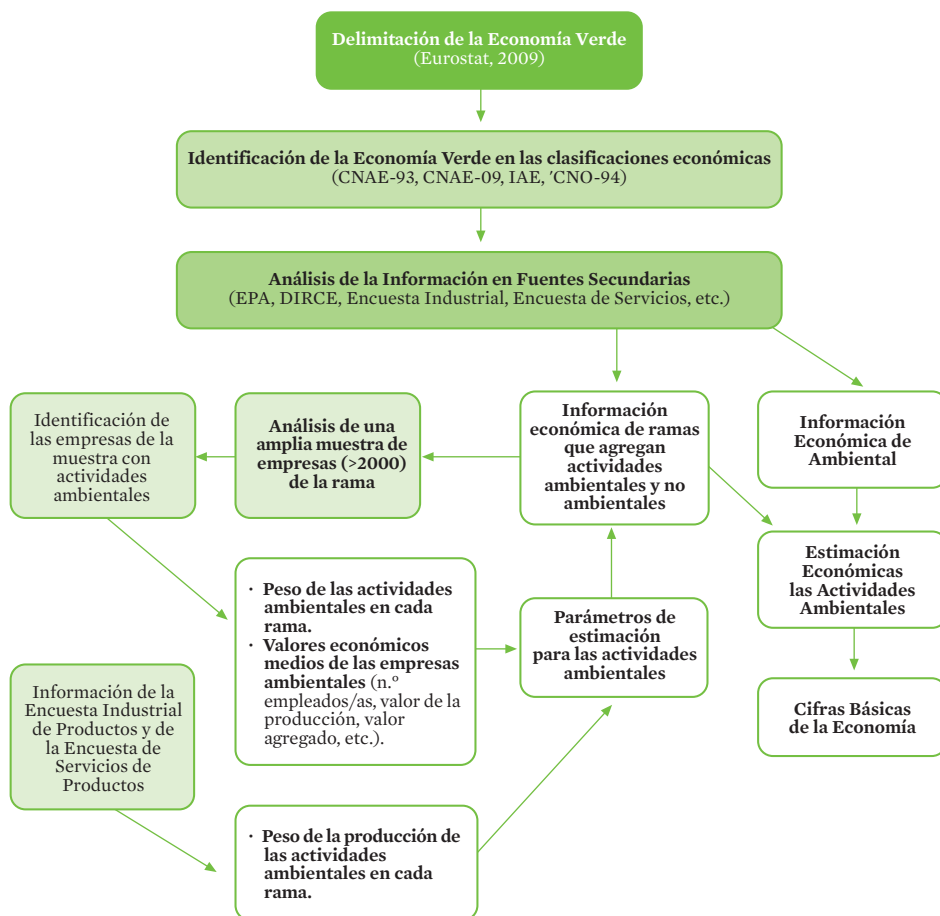 Delimitación de la Economía Verde
(Eurostat, 2009)
Identificación de la Economía Verde en las clasificaciones económicas
(CNAE-93, CNAE-09, IAE, 'CNO-94)
Análisis de la Información en Fuentes Secundarias
(EPA, DIRCE, Encuesta Industrial, Encuesta de Servicios, etc.)
Identificación de
las empresas de la
muestra con
actividades
ambientales
Análisis de una
amplia muestra de
empresas (>2000)
de la rama
Información
económica de ramas
que agregan
actividades
ambientales y no
ambientales
Información
Económica de
Ambiental
Estimación
Económicas
las Actividades
Ambientales
· Peso de las actividades
ambientales en cada
rama.
· Valores económicos
medios de las empresas
ambientales (n.º
empleados/as, valor de la
producción, valor
agregado, etc.).
Parámetros de
estimación
para las actividades
ambientales
Información de la
Encuesta Industrial
de Productos y de
la Encuesta de
Servicios de
Productos
Cifras Básicas
de la Economía
· Peso de la producción de
las actividades
ambientales en cada
rama.